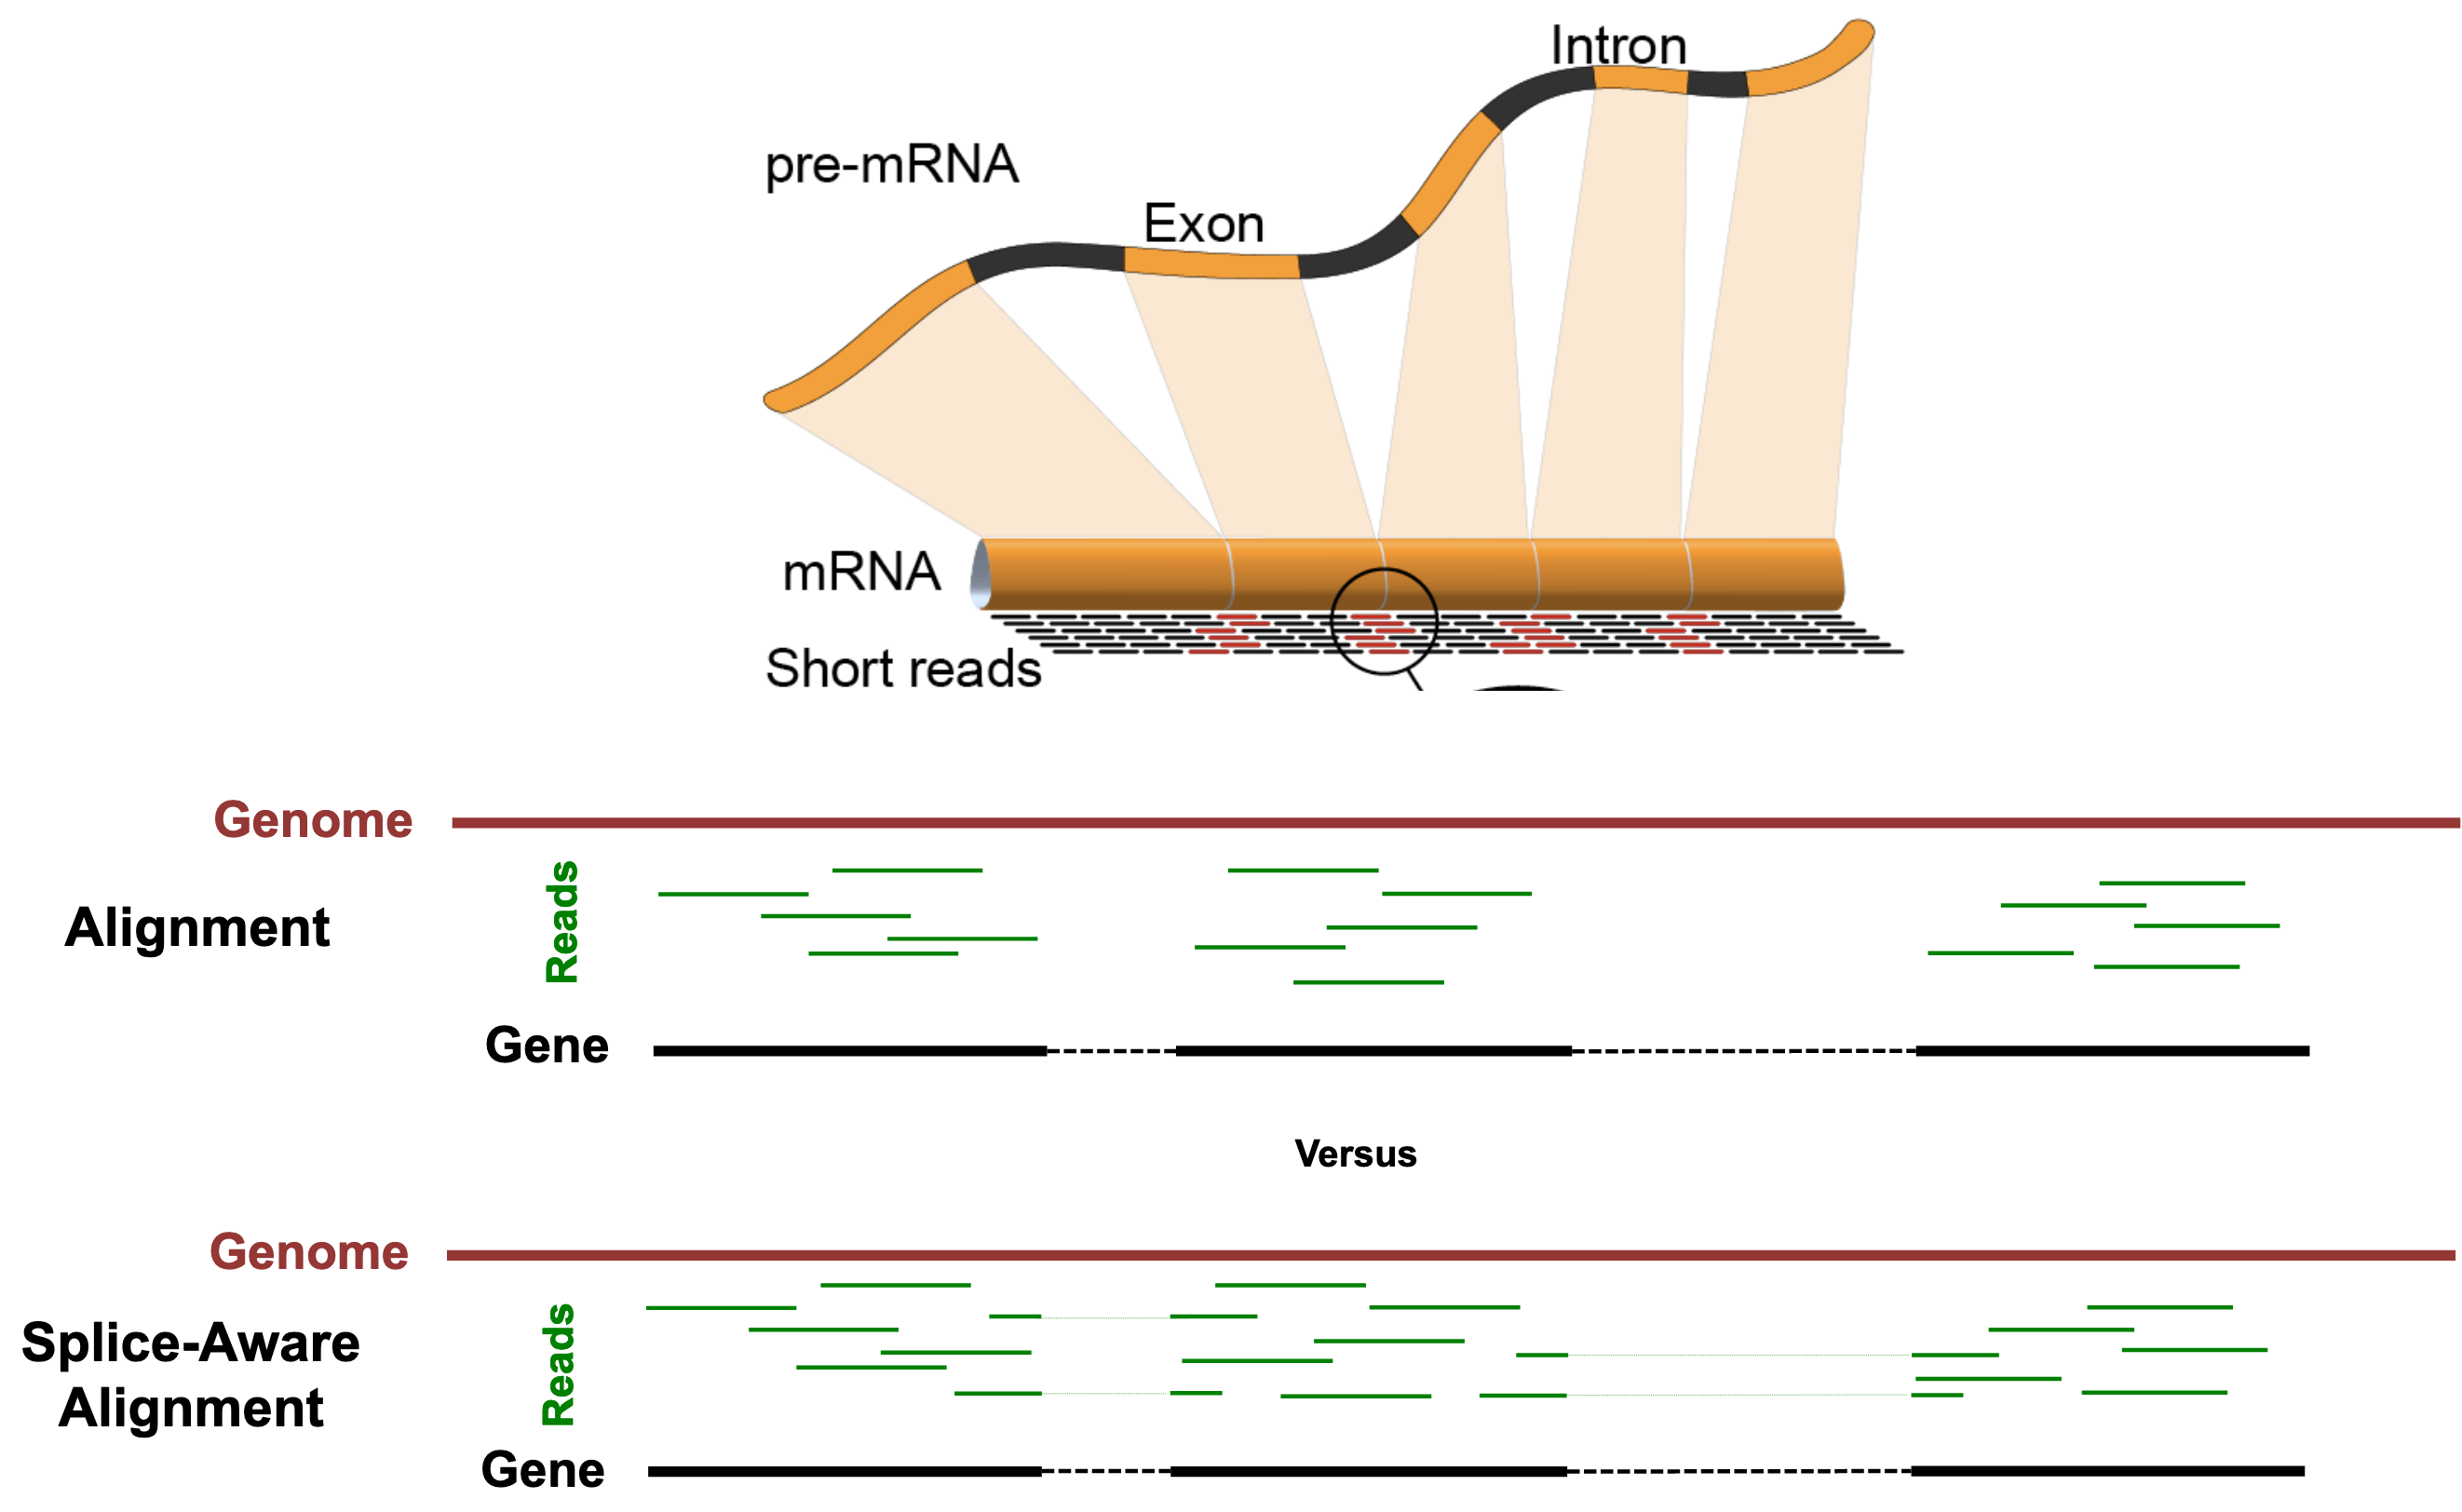 Intron
pre-mRNA
Exon
mRNA
Short reads
Genome
Reads
Alignment
Gene
Versus
Genome
Reads
Splice-Aware
Alignment
Gene